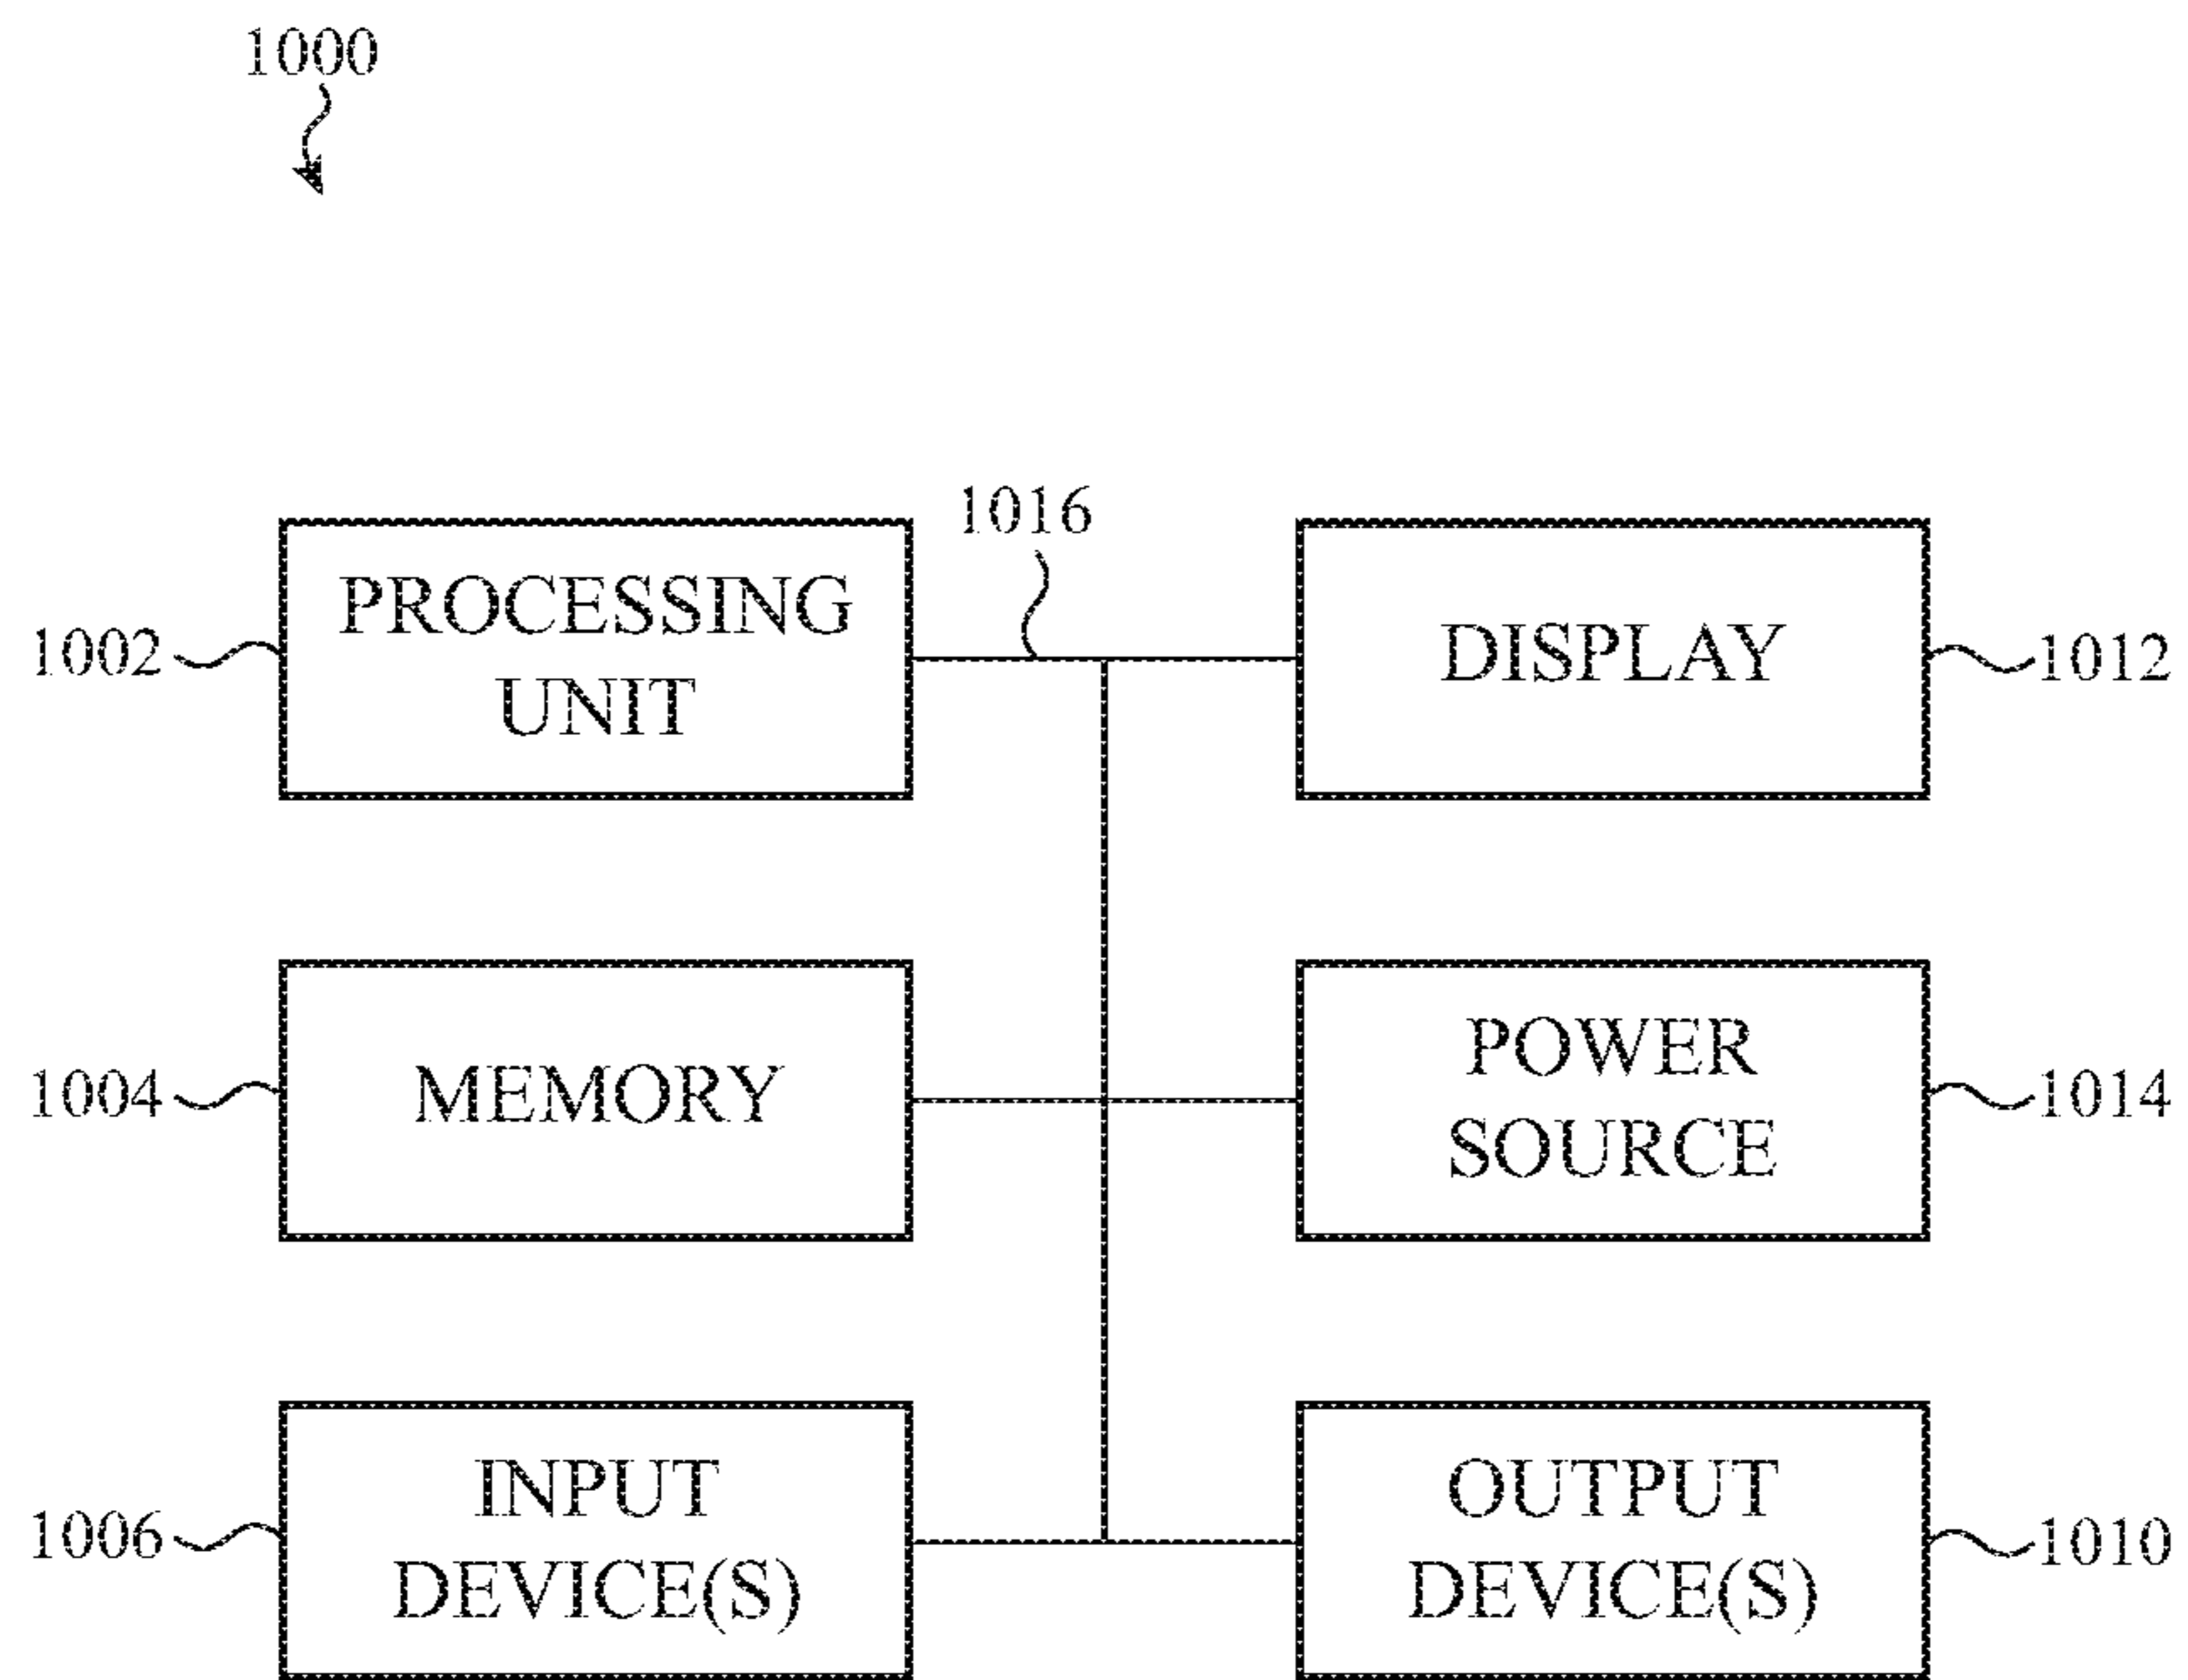 1000
1016
1002
PROCESSING
UNIT
DISPLAY
1012
1004
MEMORY
POWER
SOURCE
1014
1006
INPUT
DEVICE(S)
OUTPUT
DEVICE(S)
1010